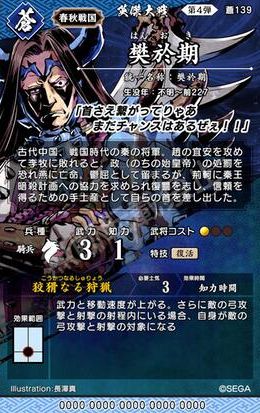 蒼
春秋戦国
英傑大戦
第4弾
蒼139
はんおき
樊於期
統一名称：樊於期
生没年：不明～前227
「首さえ繋がってりゃあ
まだチャンスはあるぜぇ！！」
古代中国、戦国時代の秦の将軍。趙の宜安を攻め
て李牧に敗れると、政（のちの始皇帝）の処罰を
恐れ燕に亡命。鬱屈として留まるが、荊軻に秦王
暗殺計画への協力を求められ復讐を志し、信頼を
得るための手土産として自らの首を差し出した。
兵種
騎兵
武力
3
知力
1
武将コスト
特技
復活
こうかつなるしゅりょう
狡猾なる狩猟
必要士気
3
効果時間
知力時間
効果範囲
武力と移動速度が上がる。さらに敵の弓攻
撃と射撃の射程内にいる場合、自身が敵の
弓攻撃と射撃の対象になる
Illustration:長澤真
©SEGA
0000-0000-0000-0000-0000